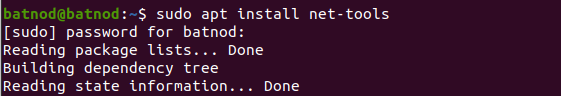 batnod@batnod:~$ sudo apt install net-tools
[sudo] password for batnod:
Reading package lists... Done
Building dependency tree
Reading state information... Done